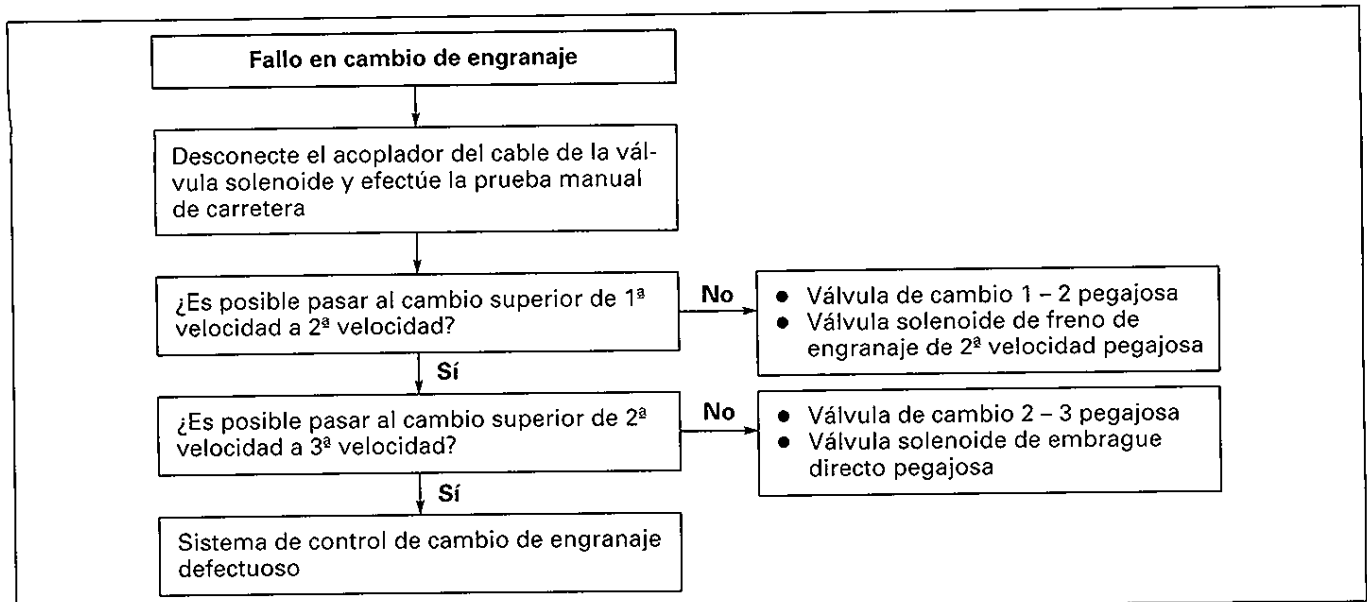 Fallo en cambio de engranaje
Desconecte el acoplador del cable de la vál-
vula solenoide y efectúe la prueba manual
de carretera
¿Es posible pasar al cambio superior de 1ª
velocidad a 2ª velocidad?
No
● Válvula de cambio 1 – 2 pegajosa
● Válvula solenoide de freno de
engranaje de 2ª velocidad pegajosa
Sí
¿Es posible pasar al cambio superior de 2ª
velocidad a 3ª velocidad?
No
● Válvula de cambio 2 – 3 pegajosa
● Válvula solenoide de embrague
directo pegajosa
Sí
Sistema de control de cambio de engranaje
defectuoso